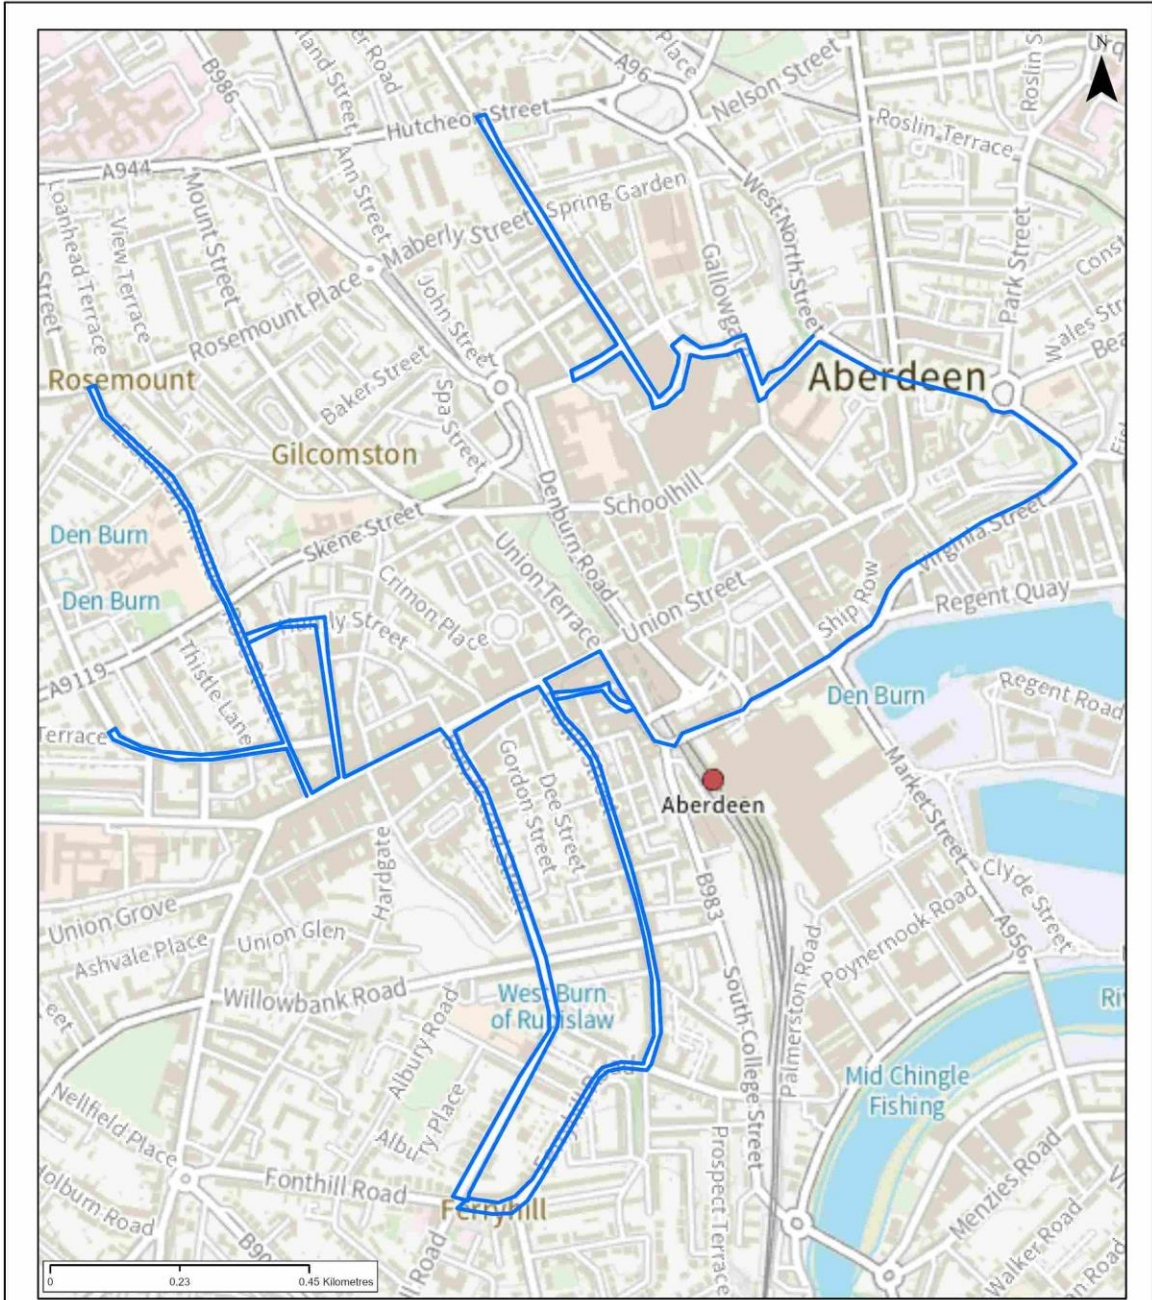 N
A96
Place
Nelson Street
B986
Hutcheon Street
Roslin Terrace
A944
Ann Street
Loanhead Terrace
View Terrace
Mount Street
Maberly Street
Spring Garden
West North Street
Gallowgate
Park Street
John Street
Rosemount Place
Wales Str
Bea
Rosemount
Aberdeen
Baker Street
Spa Street
Gilcomston
Denburn Road
Schoolhill
Skene Street
Den Burn
Den Burn
Union Terrace
Crimon Place
Union Street
Virginia Street
Ship Row
Regent Quay
Thistle Lane
A9119
Terrace
Den Burn
Regent Road
Gordon Street
Dee Street
Aberdeen
Market Street
Hardgate
B983
Clyde Street
A956
Union Grove
Ashvale Place
Union Glen
Poynernook Road
Willowbank Road
West Burn
of Rubislaw
South College Street
Palmerston Road
Albury Road
Albury Place
Mid Chingle
Fishing
Nellfield Place
Fonthill Road
Ferryhill
Prospect Terrace
Menzies Road
Walker Road
Holburn Road
0 0.23 0.45 Kilometres